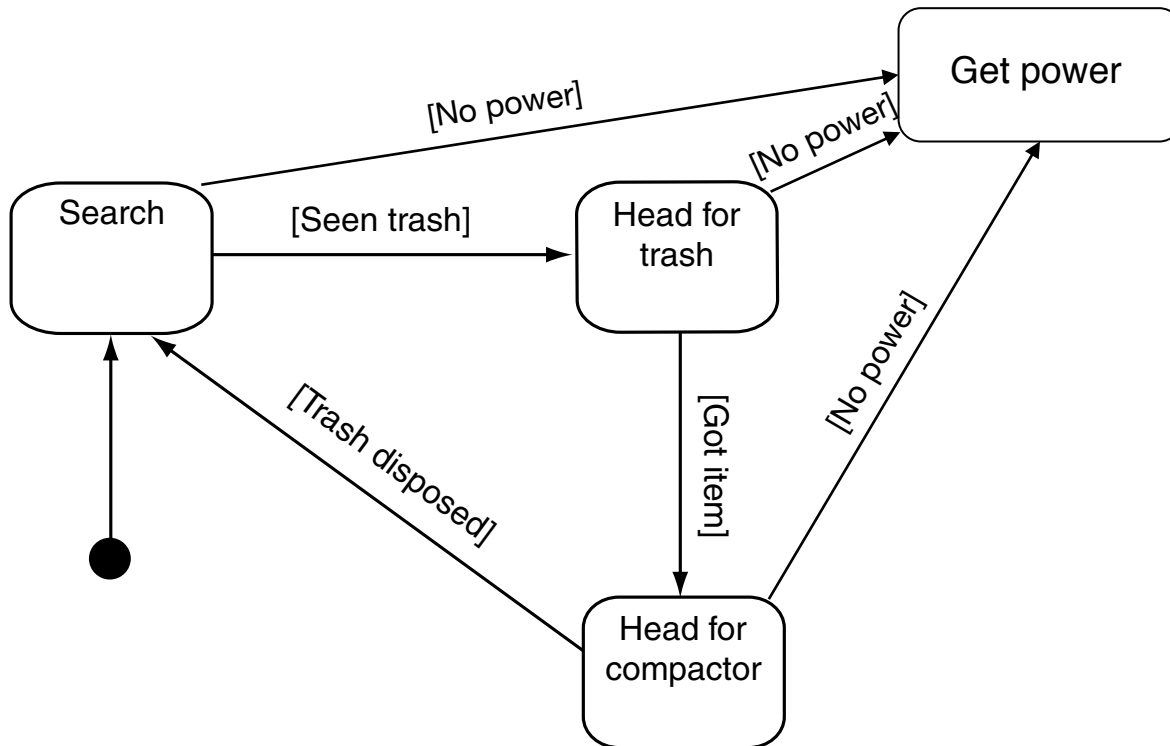 Get power
[No power]
[No power]
Search
[Seen trash]
Head for
trash
[No power]
[Trash disposed]
[Got item]
Head for
compactor